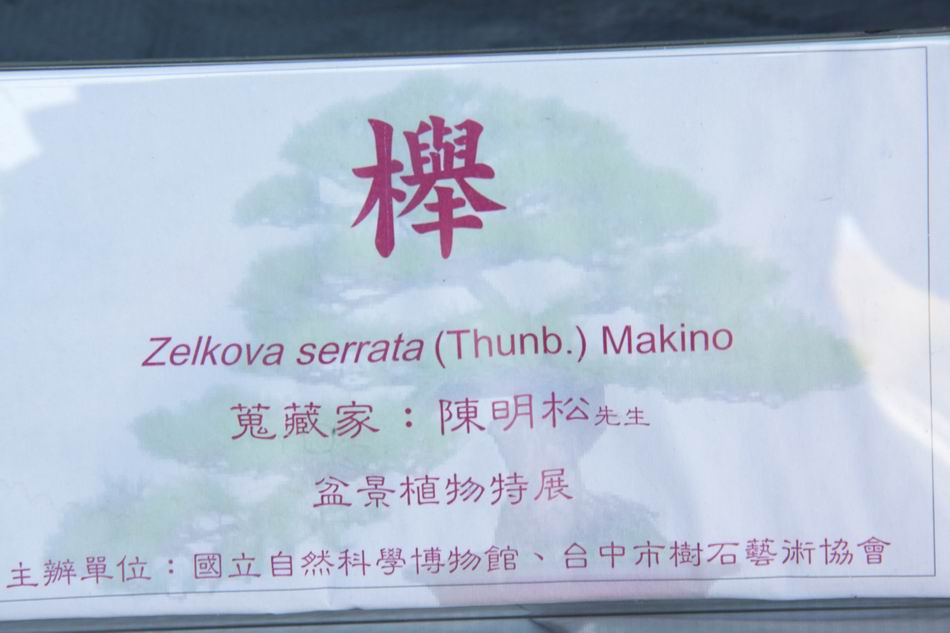 櫸
Zelkova serrata (Thunb.) Makino
蒐藏家：陳明松先生
盆景植物特展
主辦單位：國立自然科學博物館、台中市樹石藝術協會